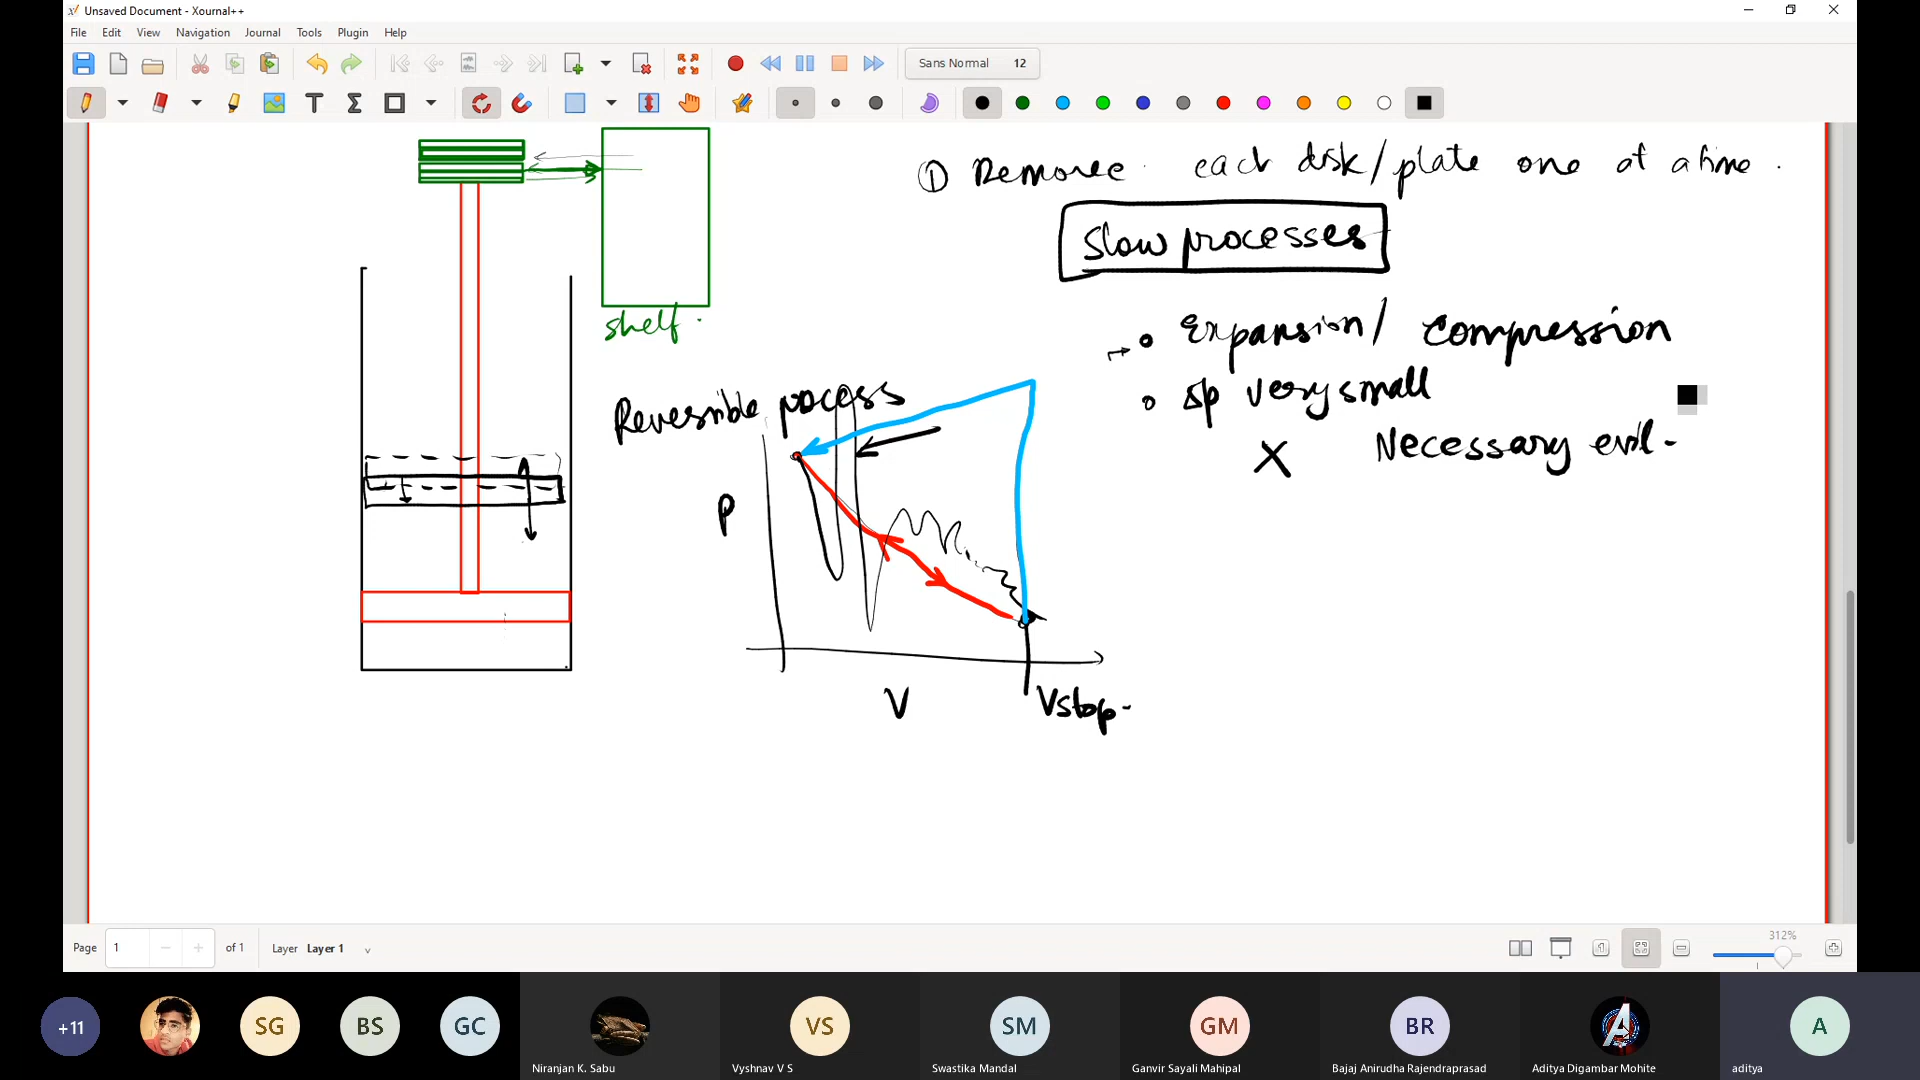 Unsaved Document - Xournal++
File Edit View Navigation Journal Tools Plugin Help
Sans Normal 12
① Remove each disk/plate one at a time.
Slow processes
shelf.
• Expansion/ Compression
• Δp very small
X Necessary evil-
Reversible process
P
V
Vstop-
Page 1 of 1 Layer Layer 1
312%
+11 SG BS GC VS SM GM BR A
Niranjan K. Sabu Vyshnav V S Swastika Mandal Ganvir Sayali Mahipal Bajaj Anirudha Rajendraprasad Aditya Digambar Mohite aditya